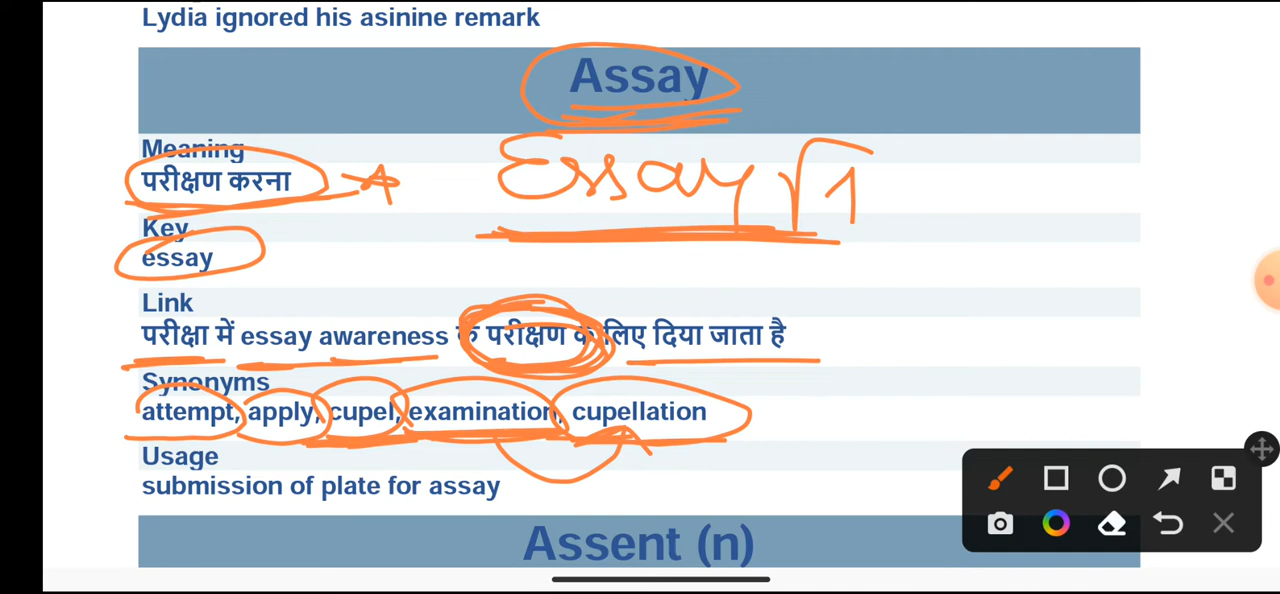 Lydia ignored his asinine remark
Assay
Meaning
Essay √1
परीक्षण करना
Key
essay
Link
परीक्षा में essay awareness के परीक्षण के लिए दिया जाता है
Synonyms
attempt, apply, cupel, examination, cupellation
Usage
submission of plate for assay
Assent (n)